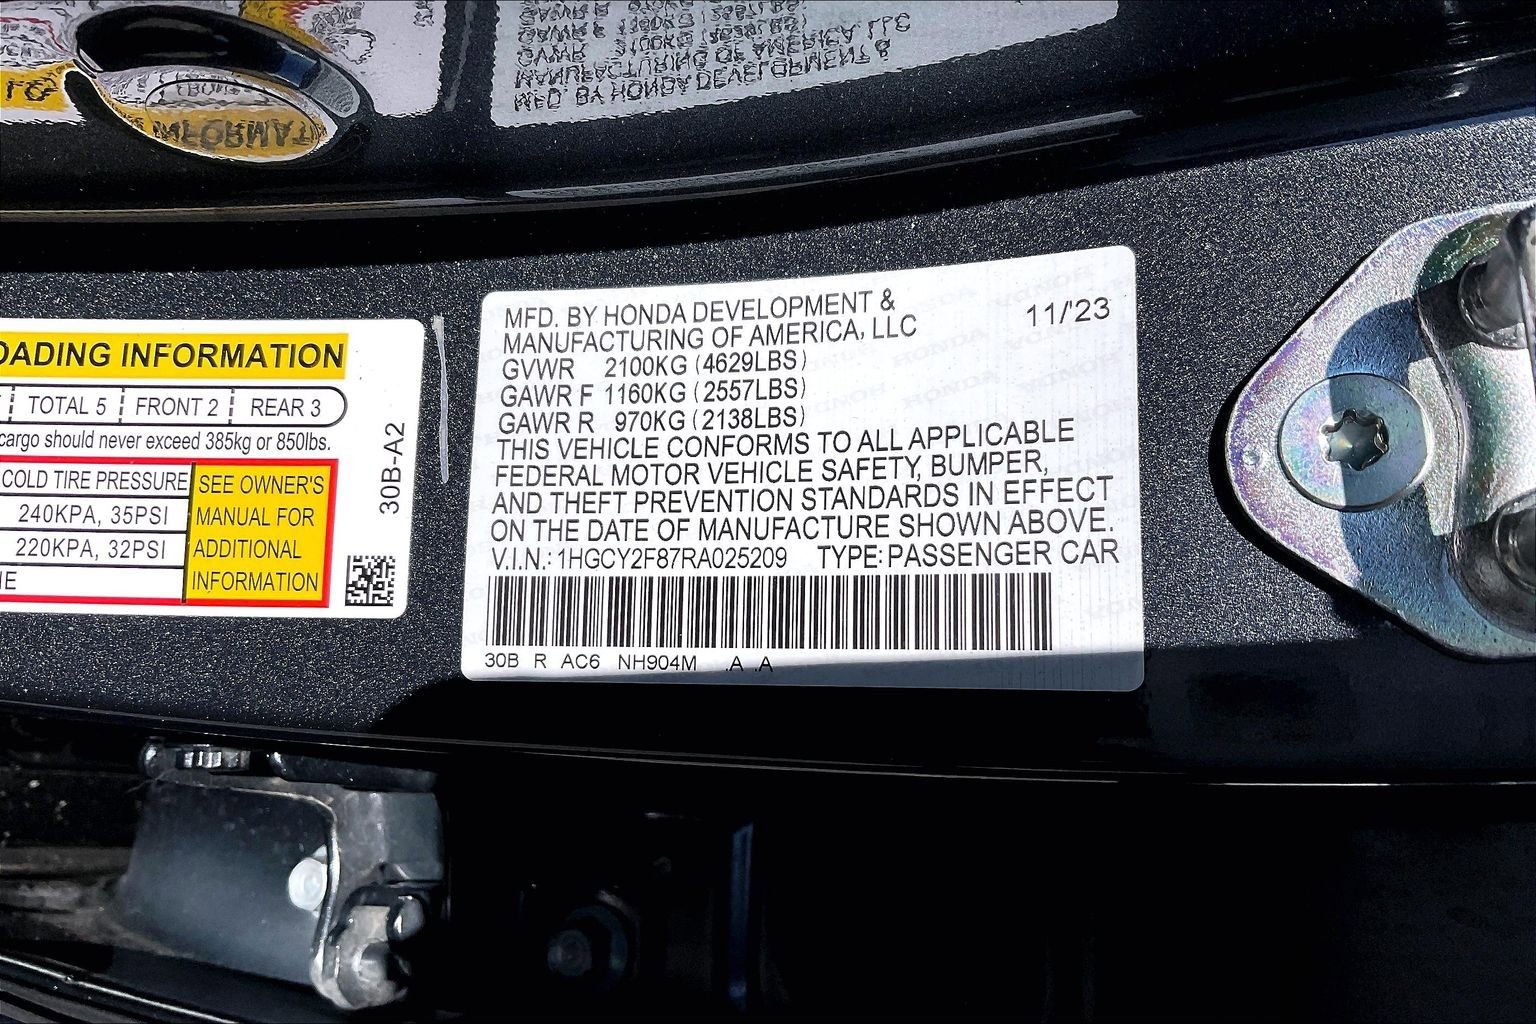 OADING INFORMATION
TOTAL 5 FRONT 2 REAR 3
cargo should never exceed 385kg or 850lbs.
COLD TIRE PRESSURE
240KPA, 35PSI
220KPA, 32PSI
SEE OWNER'S
MANUAL FOR
ADDITIONAL
INFORMATION
30B-A2
MFD. BY HONDA DEVELOPMENT &
MANUFACTURING OF AMERICA, LLC
11/'23
GVWR 2100KG (4629LBS)
GAWR F 1160KG (2557LBS)
GAWR R 970KG (2138LBS)
THIS VEHICLE CONFORMS TO ALL APPLICABLE
FEDERAL MOTOR VEHICLE SAFETY, BUMPER,
AND THEFT PREVENTION STANDARDS IN EFFECT
ON THE DATE OF MANUFACTURE SHOWN ABOVE.
V.I.N.: 1HGCY2F87RA025209 TYPE: PASSENGER CAR
30B R AC6 NH904M .A .A